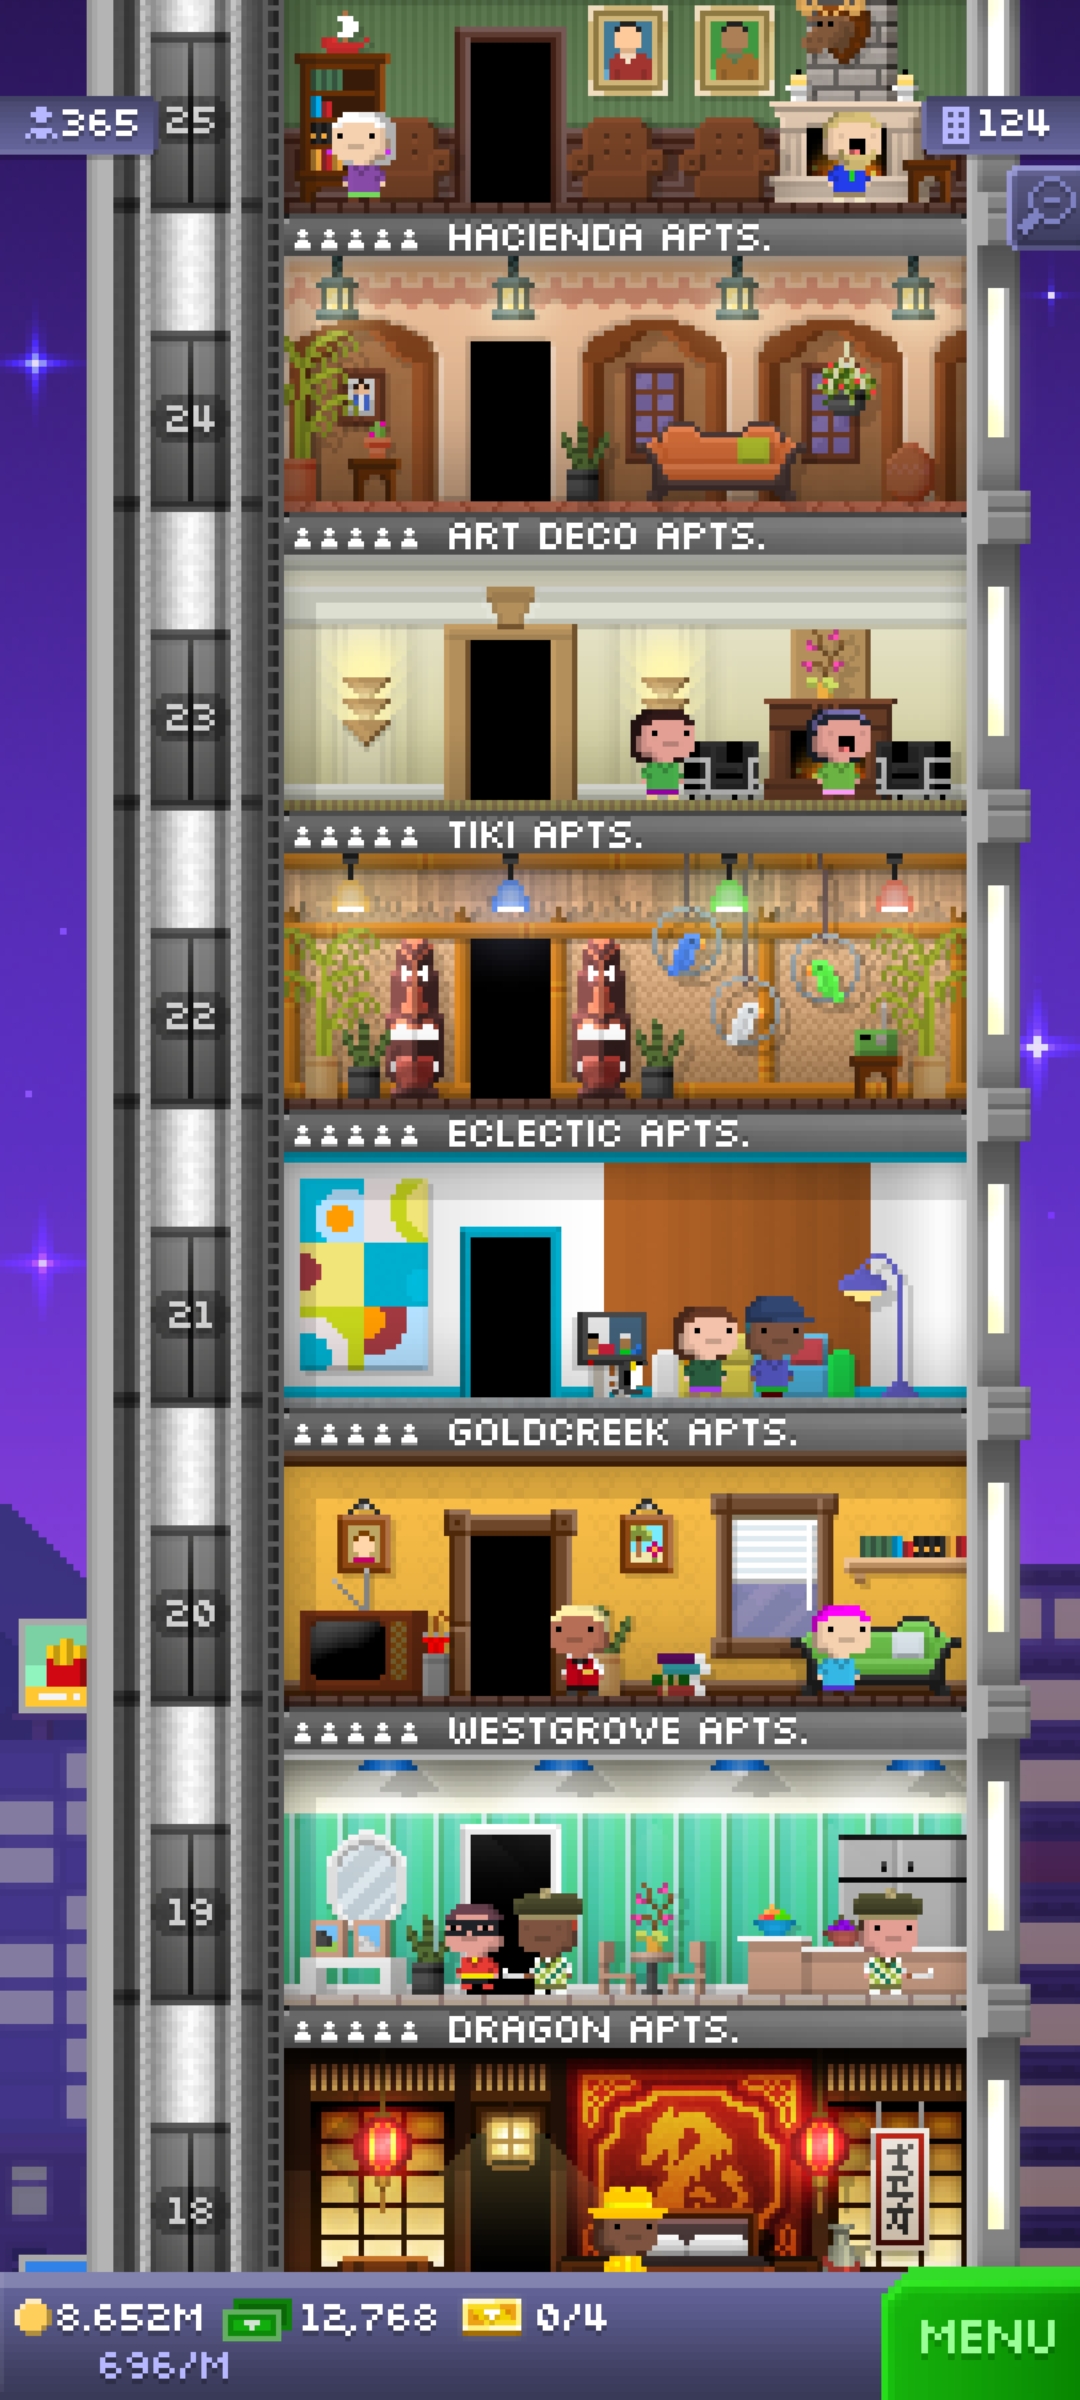 365
25
124
HACIENDA APTS.
24
ART DECO APTS.
23
TIKI APTS.
22
ECLECTIC APTS.
21
GOLDCREEK APTS.
20
WESTGROVE APTS.
19
DRAGON APTS.
18
8.652M 12,768 0/4
696/M
MENU